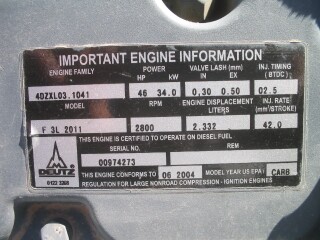 IMPORTANT ENGINE INFORMATION
ENIGINE FAMILY POWER VALVE LASH (mm) INJ. TIMING
HP kW IN EX (BTDC)
4DZXL03.1041 46 34.0 0,30 0.50 02.5
MODEL RPM ENGINE DISPLACEMENT INJ. RATE
LITERS (mm³/STROKE)
F 3L 2011 2800 2.332 42.0
THIS ENGINE IS CERTIFIED TO OPERATE ON DIESEL FUEL
SERIAL NO. REM.
00974273
THIS ENGINE CONFORMS TO 06 2004 MODEL YEAR US EPA / CARB
REGULATION FOR LARGE NONROAD COMPRESSION - IGNITION ENGINES
DEUTZ